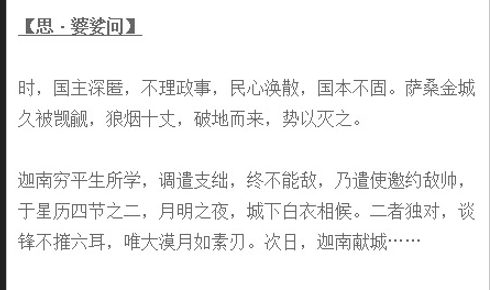 【思·婆娑问】
时，国主深匿，不理政事，民心涣散，国本不固。萨桑金城
久被觊觎，狼烟十丈，破地而来，势以灭之。
迦南穷平生所学，调遣支绌，终不能敌，乃遣使邀约敌帅，
于星历四节之二，月明之夜，城下白衣相候。二者独对，谈
锋不摧六耳，唯大漠月如素刃。次日，迦南献城……